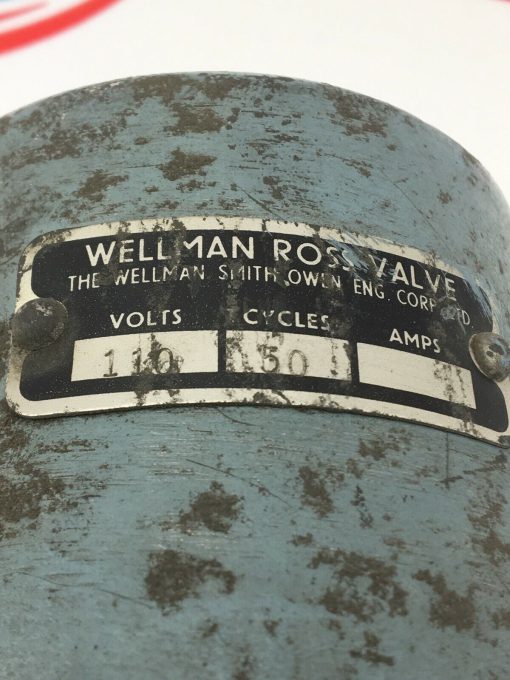 WELLMAN ROSS VALVE
THE WELLMAN SMITH OWEN ENG. CORP. LTD.
VOLTS CYCLES AMPS
110 50